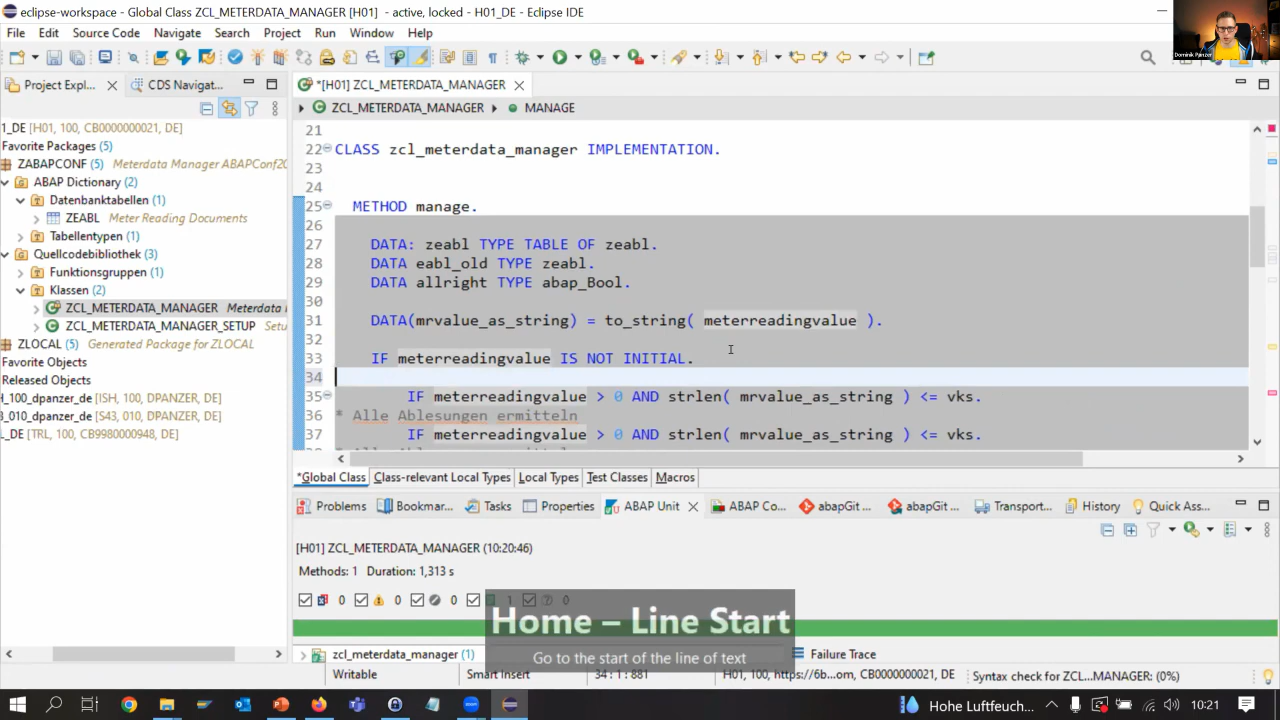 eclipse-workspace - Global Class ZCL_METERDATA_MANAGER - active, locked - H01_DE - Eclipse IDE
File Edit Source Code Navigate Search Project Run Window Help
Dominik Panzer
Project Expl... CDS Navigat...
*[H01] ZCL_METERDATA_MANAGER
ZCL_METERDATA_MANAGER MANAGE
1_DE [H01, 100, CB0000000021, DE]
Favorite Packages (5)
ZABAPCONF (5) Meterdata Manager ABAPConf20
ABAP Dictionary (2)
Datenbanktabellen (1)
ZEABL Meter Reading Documents
Tabellentypen (1)
Quellcodebibliothek (3)
Funktionsgruppen (1)
Klassen (2)
ZCL_METERDATA_MANAGER Meterdata
ZCL_METERDATA_MANAGER_SETUP Setu
ZLOCAL (5) Generated Package for ZLOCAL
Favorite Objects
Released Objects
H_100_dpanzer_de [ISH, 100, DPANZER, DE]
3_010_dpanzer_de [S43, 010, DPANZER, DE]
L_DE [TRL, 100, CB9980000948, DE]
21
22 CLASS zcl_meterdata_manager IMPLEMENTATION.
23
24
25 METHOD manage.
26
27 DATA: zeabl TYPE TABLE OF zeabl.
28 DATA eabl_old TYPE zeabl.
29 DATA allright TYPE abap_Bool.
30
31 DATA(mrvalue_as_string) = to_string( meterreadingvalue ).
32
33 IF meterreadingvalue IS NOT INITIAL.
34
35 IF meterreadingvalue > 0 AND strlen( mrvalue_as_string ) <= vks.
36 * Alle Ablesungen ermitteln
37 IF meterreadingvalue > 0 AND strlen( mrvalue_as_string ) <= vks.
*Global Class Class-relevant Local Types Local Types Test Classes Macros
Problems Bookmar... Tasks Properties ABAP Unit ABAP Co... abapGit ... abapGit ... Transport... History Quick Ass...
[H01] ZCL_METERDATA_MANAGER (10:20:46)
Methods: 1 Duration: 1,313 s
0 0 0 1 0
Home – Line Start
Go to the start of the line of text
zcl_meterdata_manager (1)
Failure Trace
Writable Smart Insert 34 : 1 : 881 H01, 100, https://6b...om, CB0000000021, DE Syntax check for ZCL...MANAGER: (0%)
Hohe Luftfeuch... 10:21